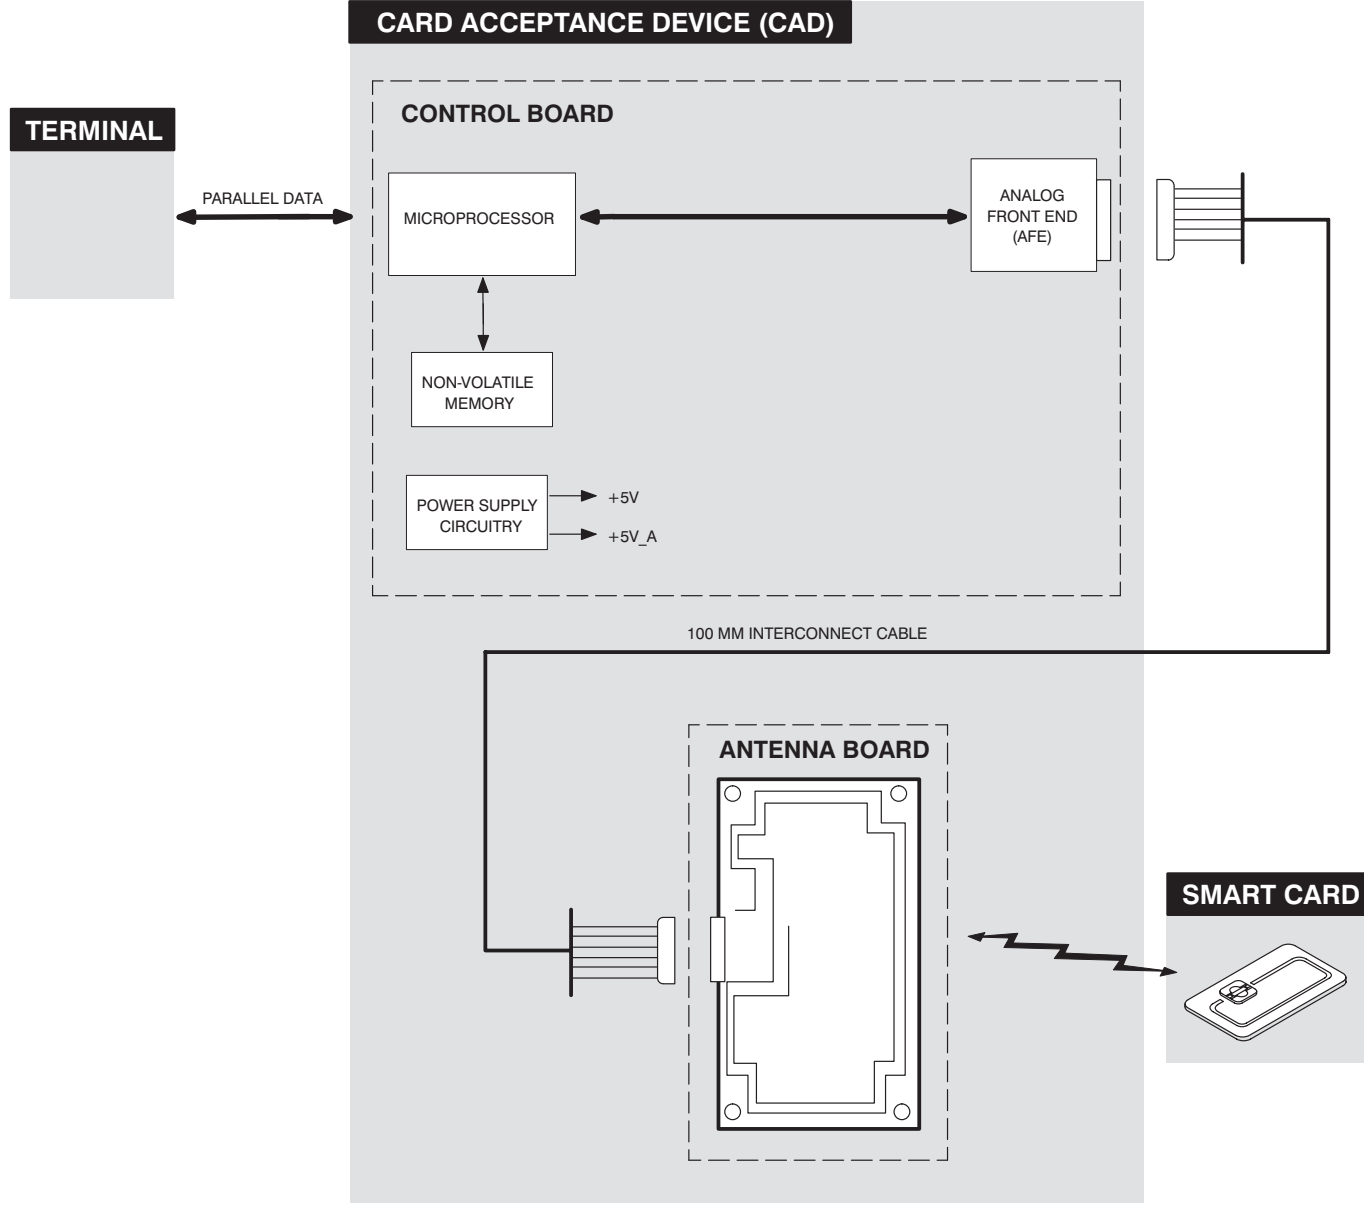 CARD ACCEPTANCE DEVICE (CAD)
TERMINAL
CONTROL BOARD
PARALLEL DATA
MICROPROCESSOR
ANALOG
FRONT END
(AFE)
NON-VOLATILE
MEMORY
POWER SUPPLY
CIRCUITRY
+5V
+5V_A
100 MM INTERCONNECT CABLE
ANTENNA BOARD
SMART CARD